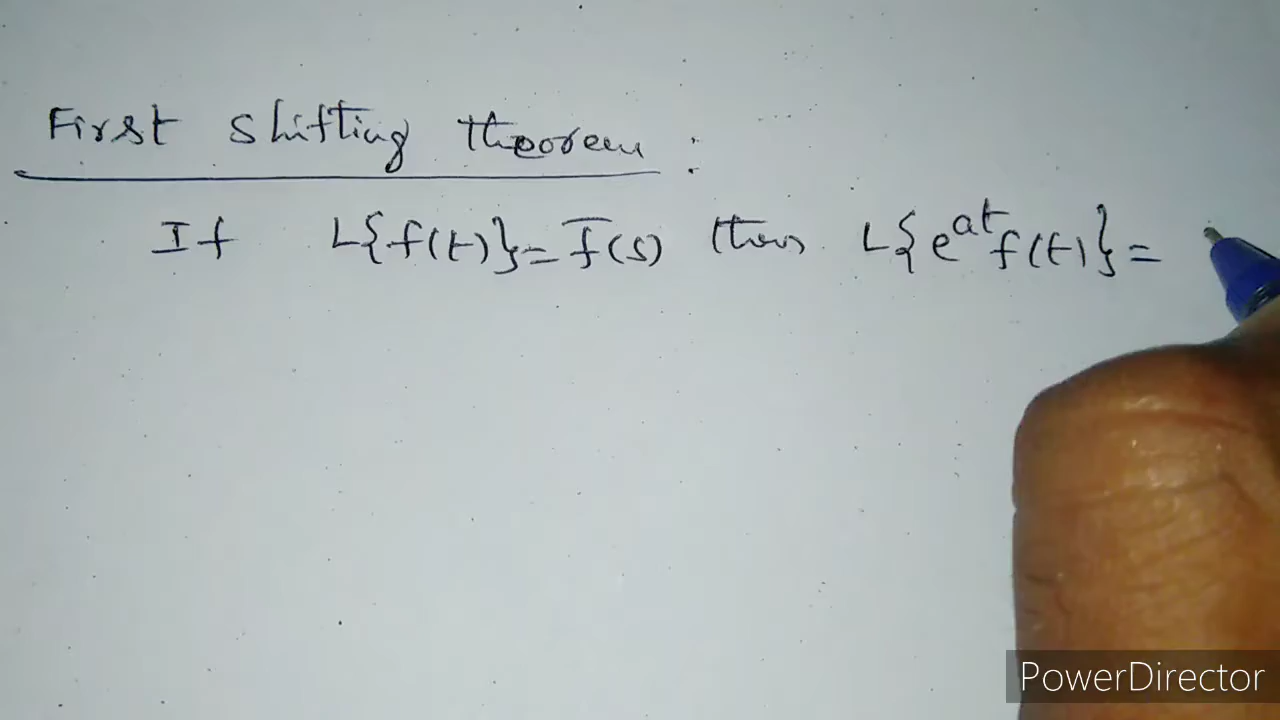 First shifting theorem :
If L{f(t)}= f̅(s) then L{e^{at}f(t)}=
PowerDirector